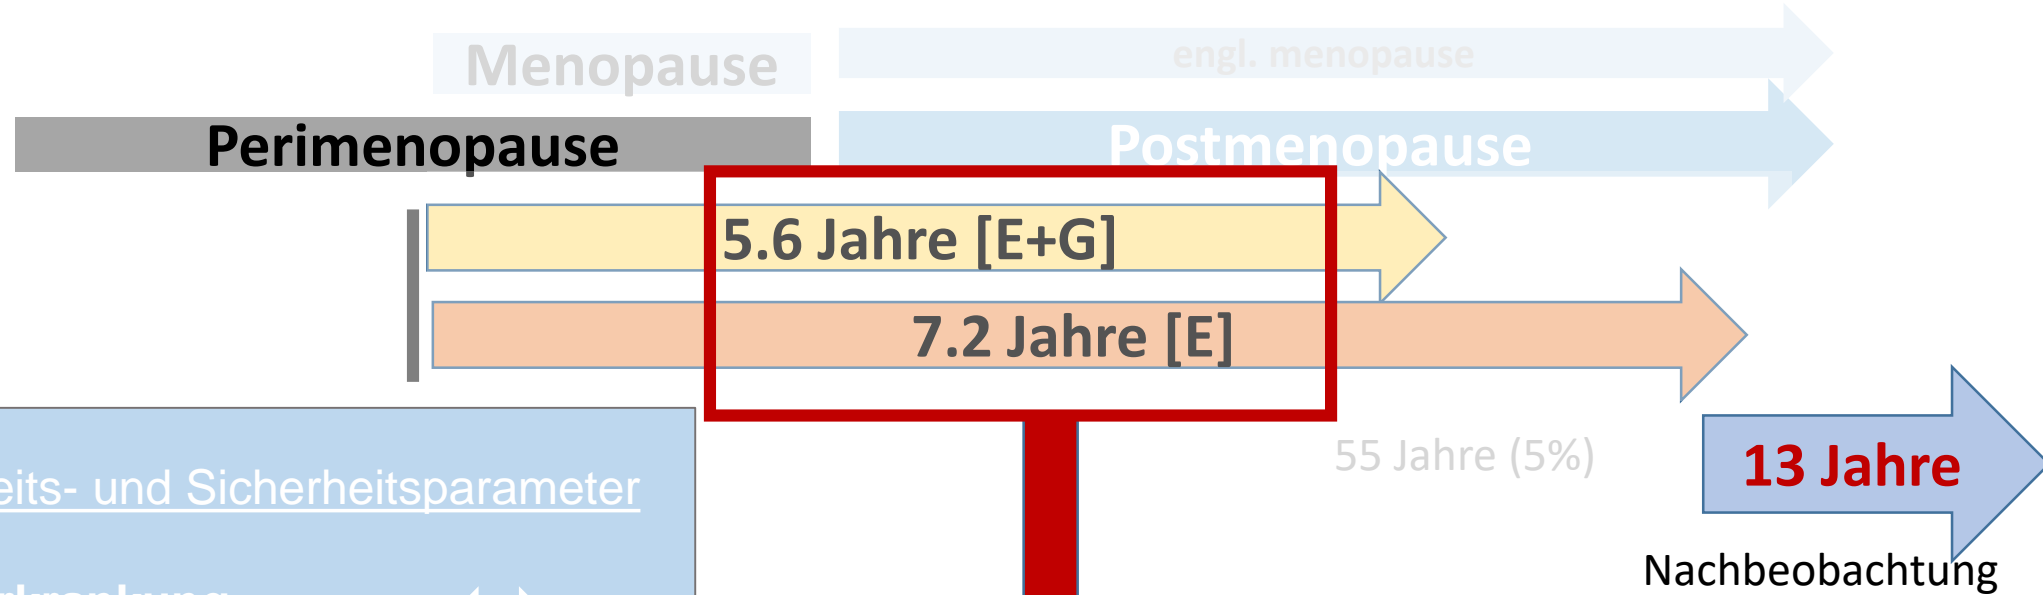 Menopause
engl. menopause
Perimenopause
Postmenopause
5.6 Jahre [E+G]
7.2 Jahre [E]
55 Jahre (5%)
13 Jahre
und Sicherheitsparameter
Nachbeobachtung